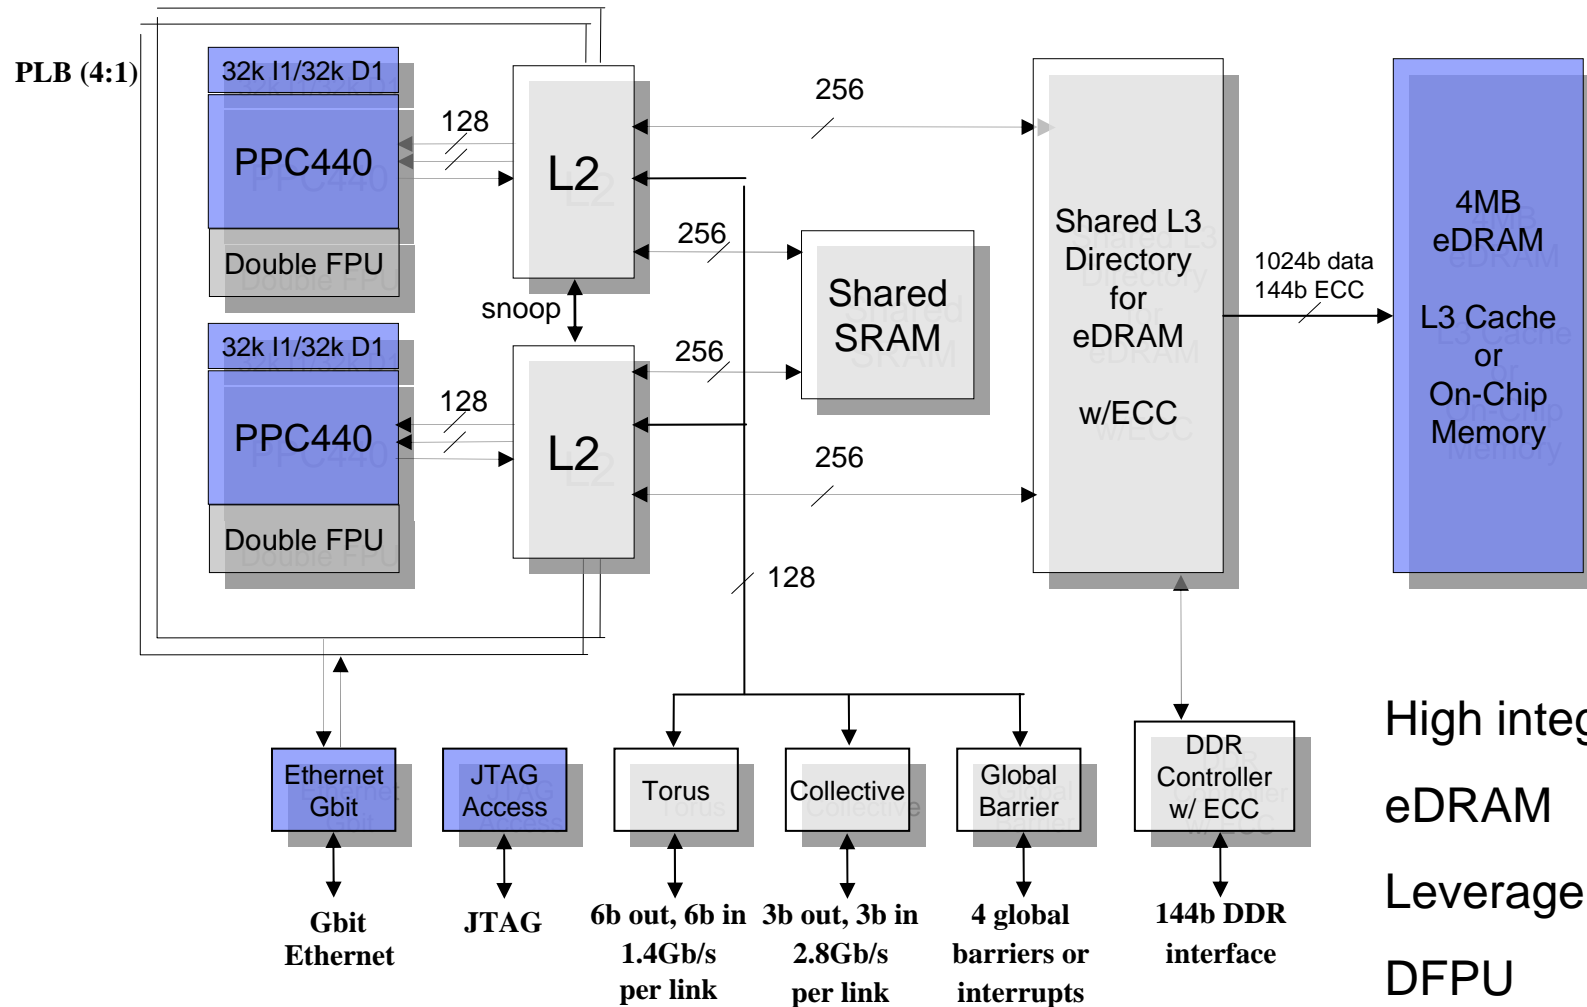 PLB (4:1)
32k I1/32k D1
PPC440
Double FPU
128
L2
256
256
snoop
32k I1/32k D1
PPC440
Double FPU
128
L2
256
256
128
Shared
SRAM
Shared L3
Directory
for
eDRAM
w/ECC
1024b data
144b ECC
4MB
eDRAM
L3 Cache
or
On-Chip
Memory
Ethernet
Gbit
JTAG
Access
Torus
Collective
Global
Barrier
DDR
Controller
w/ ECC
Gbit
Ethernet
JTAG
6b out, 6b in
1.4Gb/s
per link
3b out, 3b in
2.8Gb/s
per link
4 global
barriers or
interrupts
144b DDR
interface
High
eDRAM
Leverage
DFPU